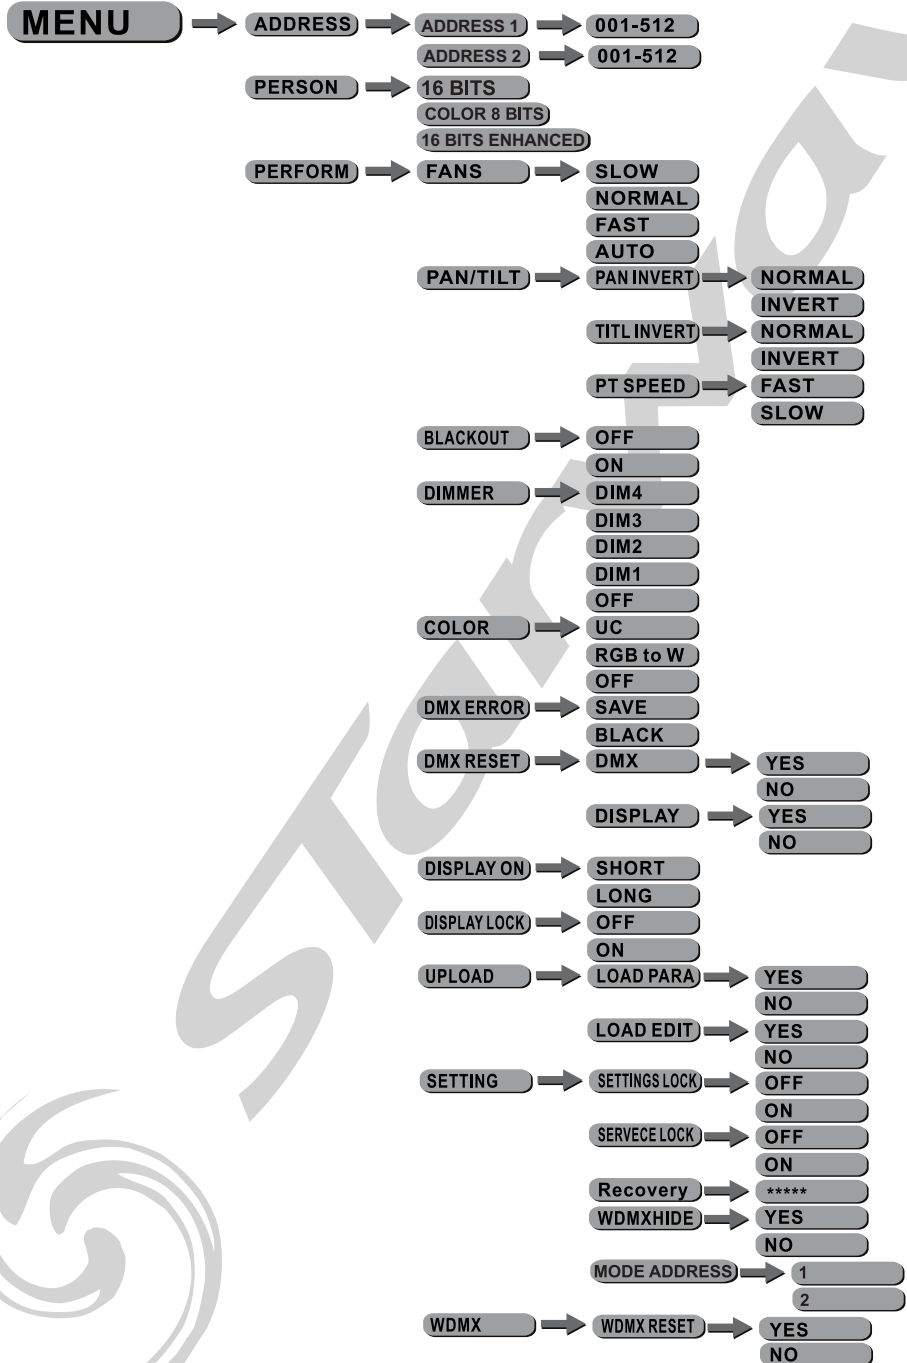 MENU ADDRESS ADDRESS 1 001-512
ADDRESS 2 001-512
PERSON 16 BITS
COLOR 8 BITS
16 BITS ENHANCED
PERFORM FANS SLOW
NORMAL
FAST
AUTO
PAN/TILT PAN INVERT NORMAL
INVERT
TITL INVERT NORMAL
INVERT
PT SPEED FAST
SLOW
BLACKOUT OFF
ON
DIMMER DIM4
DIM3
DIM2
DIM1
OFF
COLOR UC
RGB to W
OFF
DMX ERROR SAVE
BLACK
DMX RESET DMX YES
NO
DISPLAY YES
NO
DISPLAY ON SHORT
LONG
DISPLAY LOCK OFF
ON
UPLOAD LOAD PARA YES
NO
LOAD EDIT YES
NO
SETTING SETTINGS LOCK OFF
ON
SERVECE LOCK OFF
ON
Recovery *****
WDMXHIDE YES
NO
MODE ADDRESS 1
2
WDMX WDMX RESET YES
NO